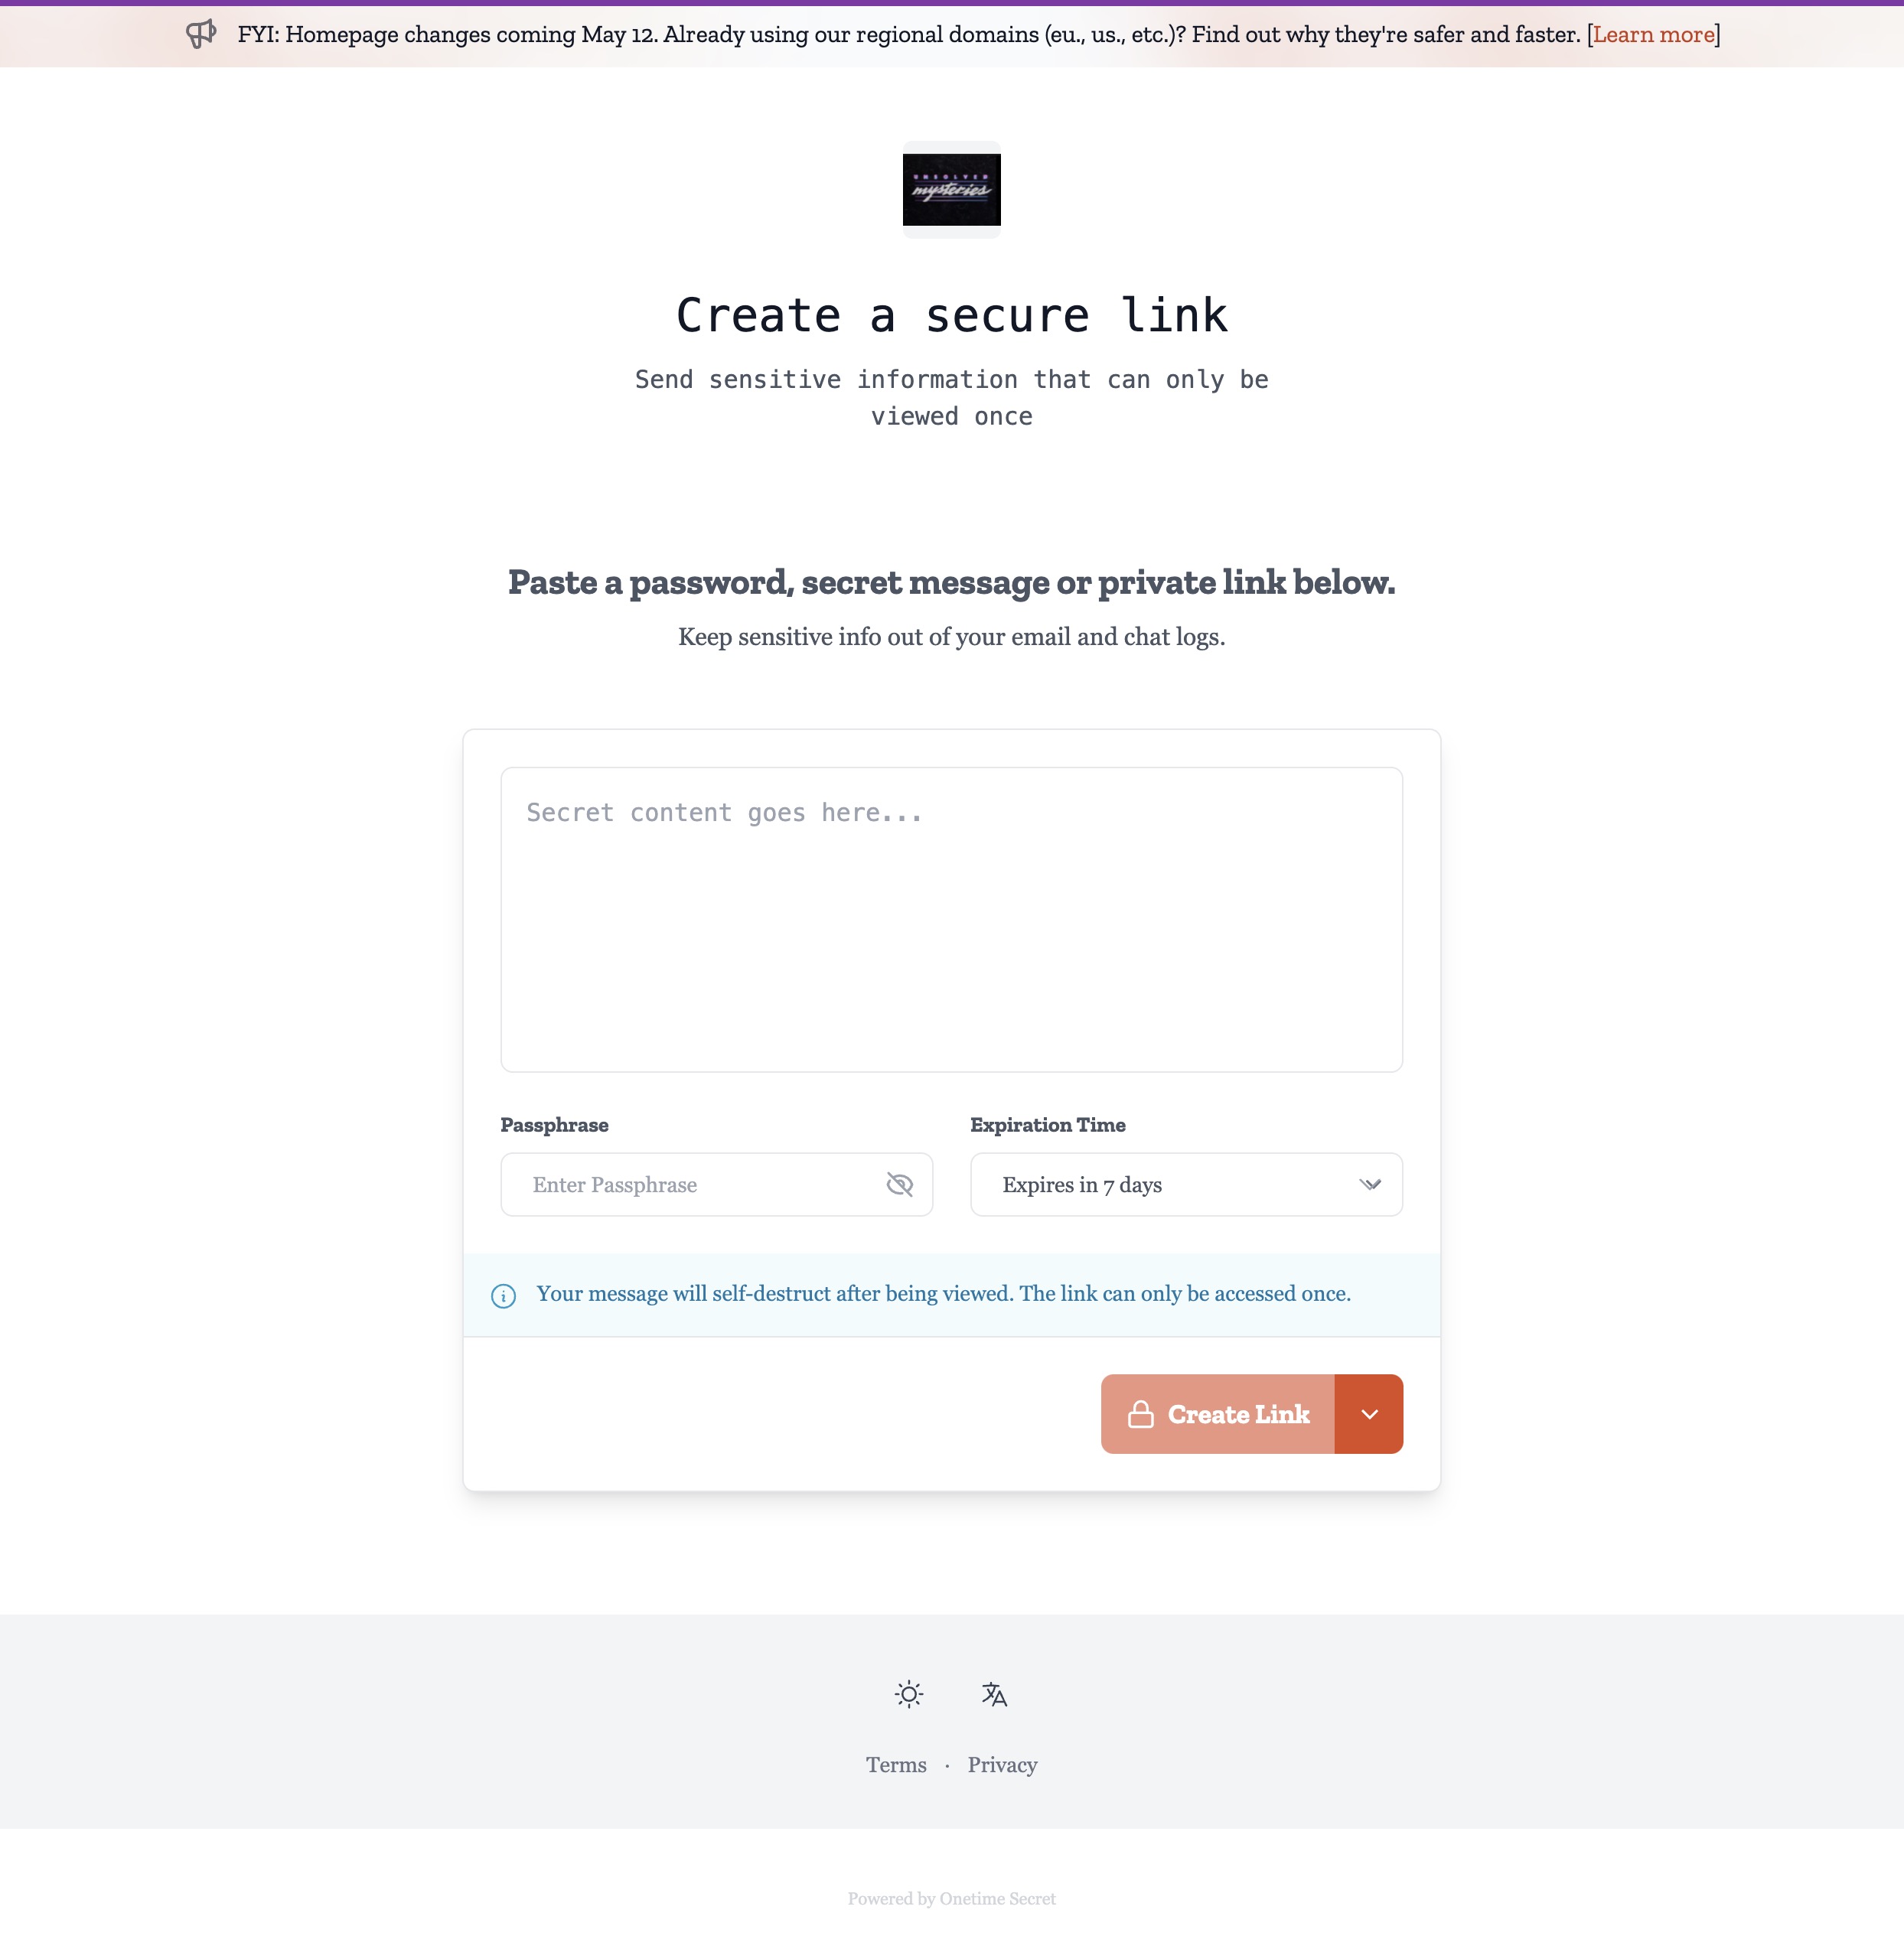 FYI: Homepage changes coming May 12. Already using our regional domains (eu., us., etc.)? Find out why they're safer and faster. [Learn more]
UNSOLVED
mysteries
Create a secure link
Send sensitive information that can only be
viewed once
Paste a password, secret message or private link below.
Keep sensitive info out of your email and chat logs.
Secret content goes here...
Passphrase
Expiration Time
Enter Passphrase
Expires in 7 days
Your message will self-destruct after being viewed. The link can only be accessed once.
Create Link
Terms · Privacy
Powered by Onetime Secret